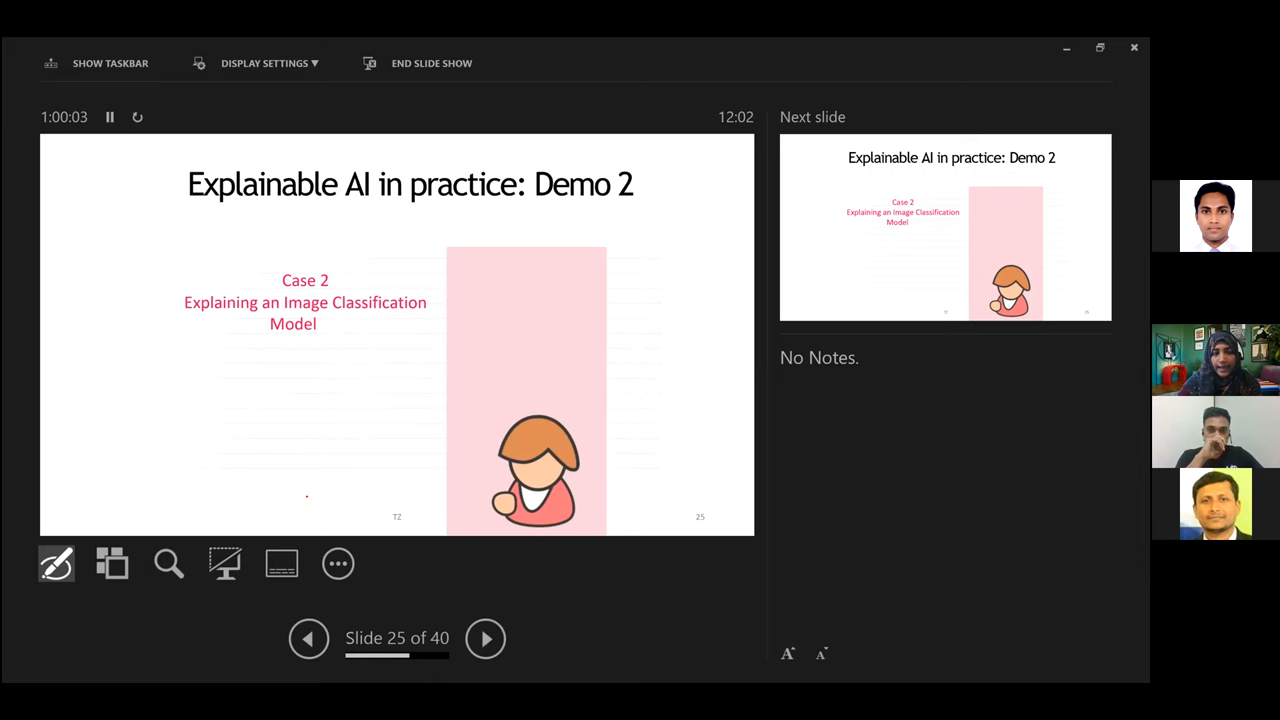 SHOW TASKBAR
DISPLAY SETTINGS ▼
END SLIDE SHOW
1:00:03
12:02
Next slide
Explainable AI in practice: Demo 2
Case 2
Explaining an Image Classification
Model
TZ
25
Explainable AI in practice: Demo 2
Case 2
Explaining an Image Classification
Model
No Notes.
Slide 25 of 40
A
A